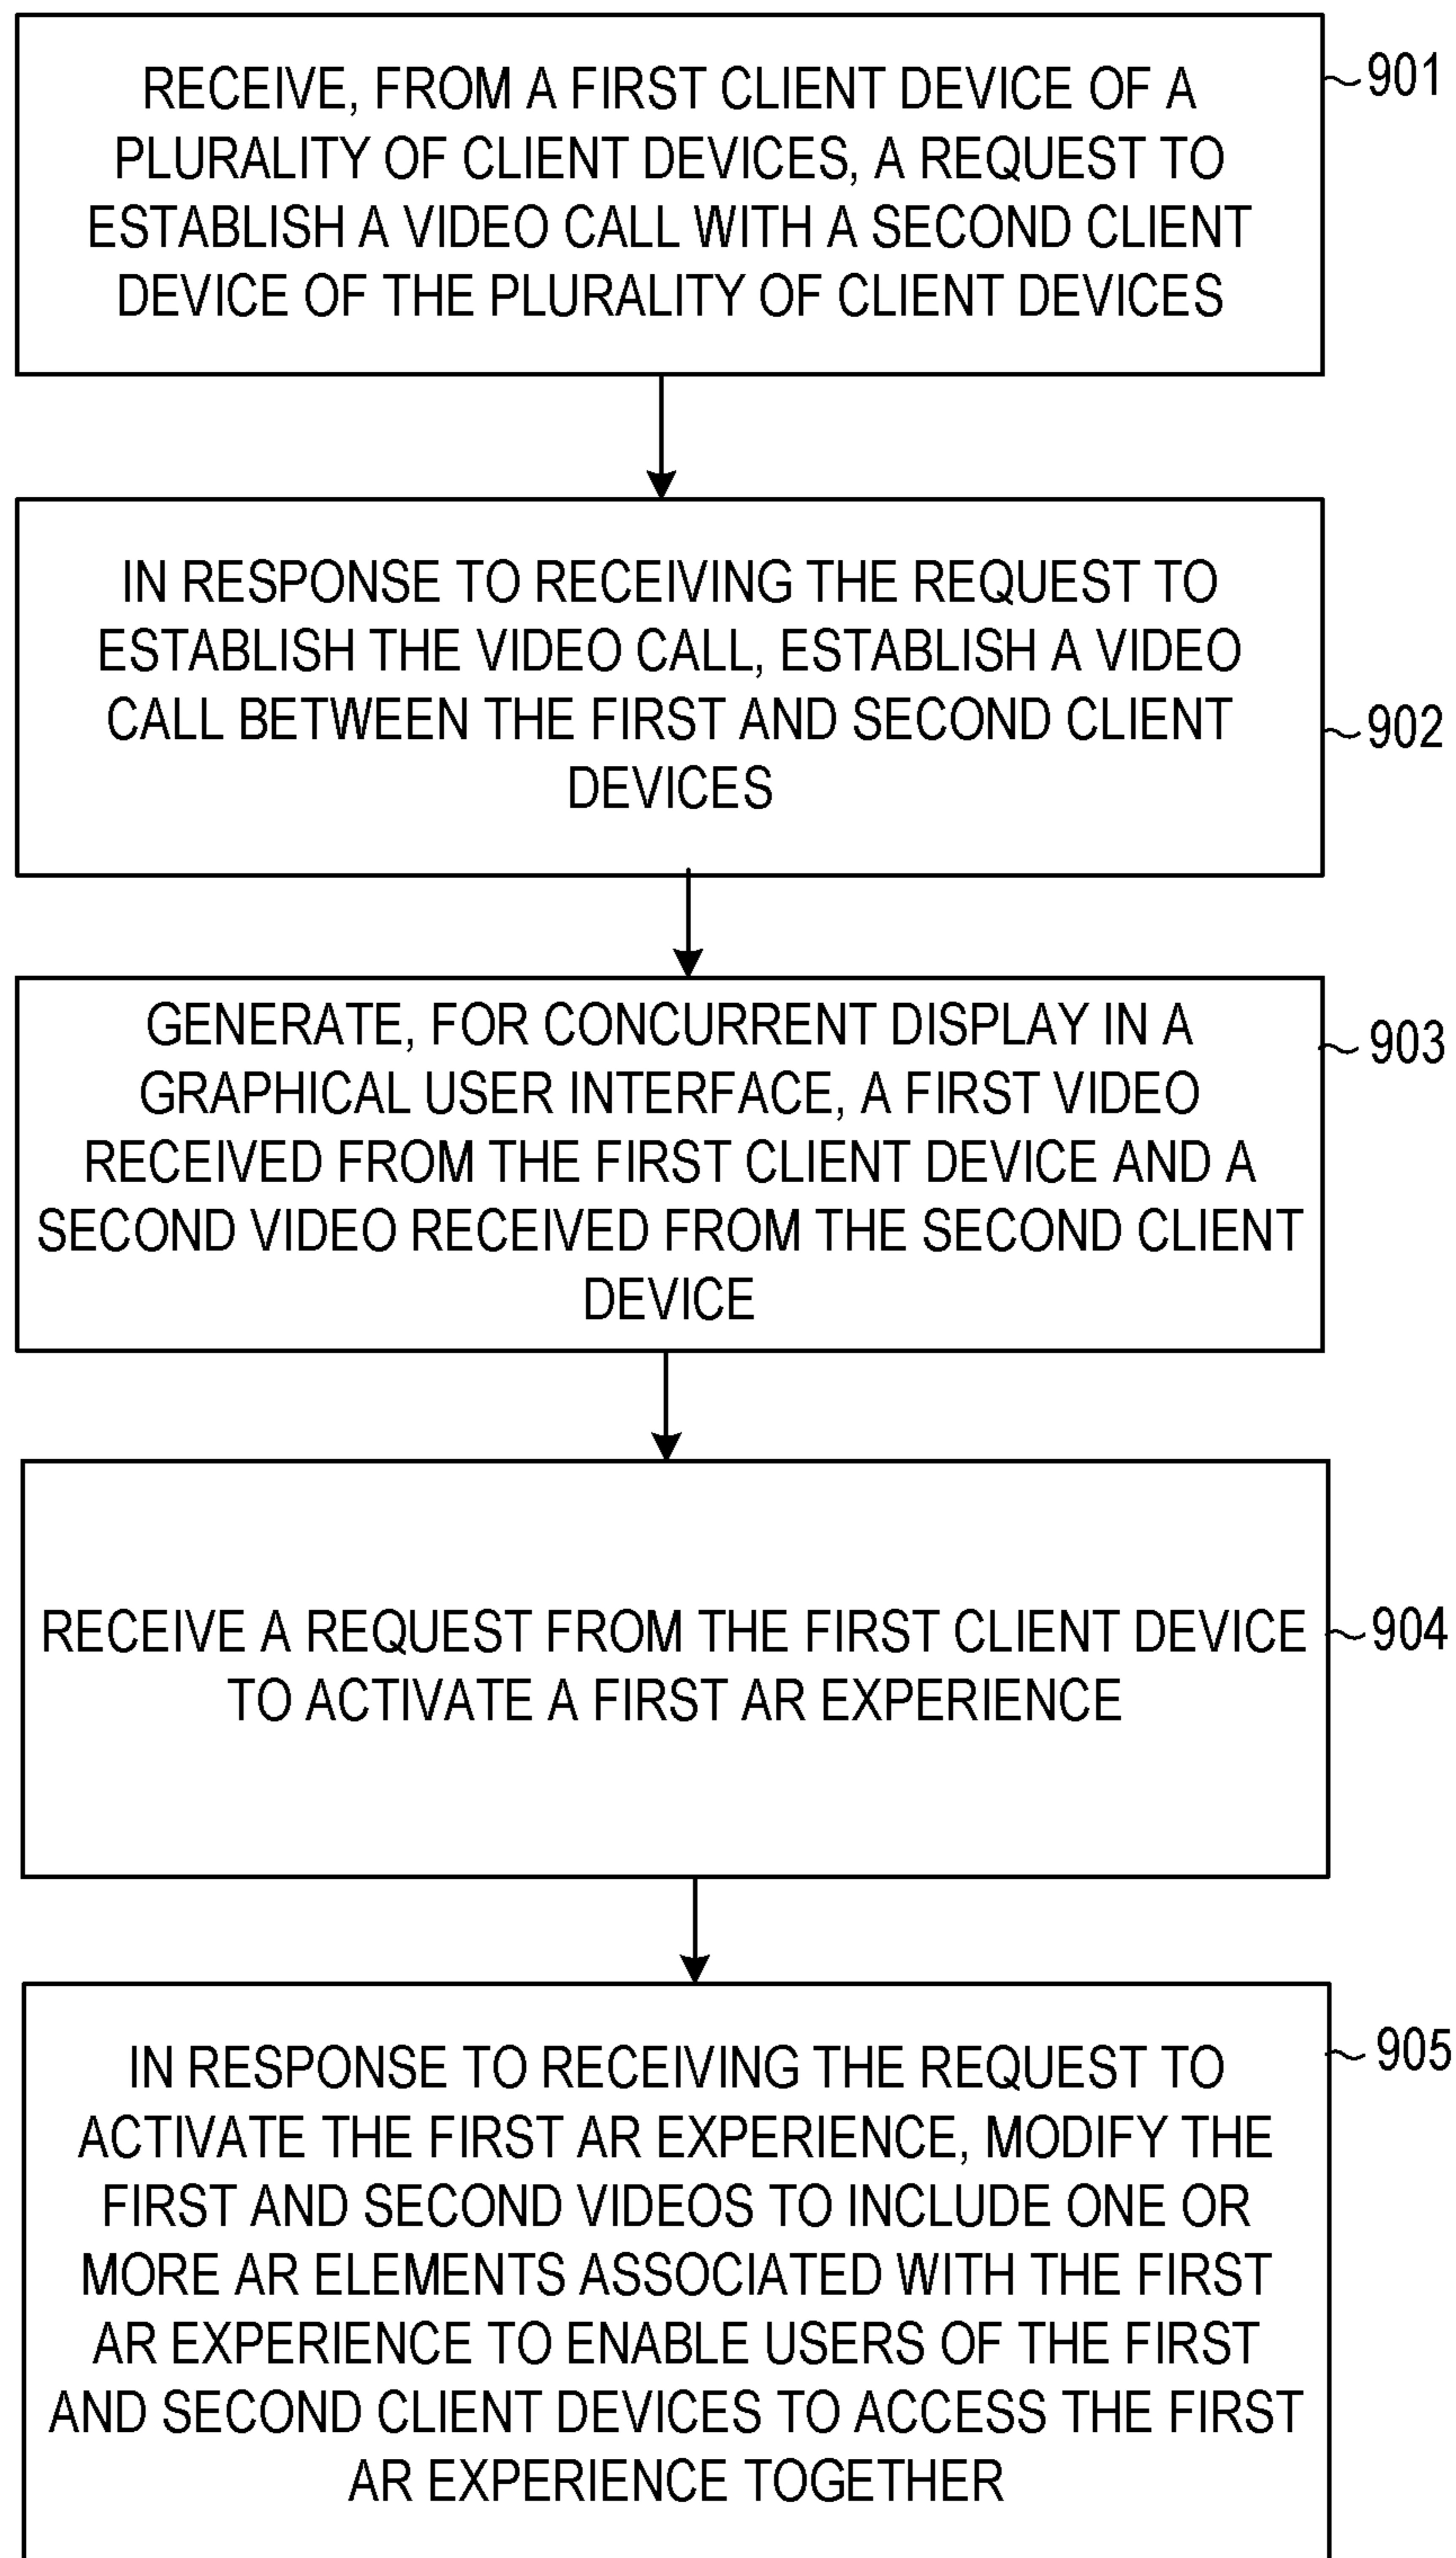 RECEIVE, FROM A FIRST CLIENT DEVICE OF A
PLURALITY OF CLIENT DEVICES, A REQUEST TO
ESTABLISH A VIDEO CALL WITH A SECOND CLIENT
DEVICE OF THE PLURALITY OF CLIENT DEVICES
901
IN RESPONSE TO RECEIVING THE REQUEST TO
ESTABLISH THE VIDEO CALL, ESTABLISH A VIDEO
CALL BETWEEN THE FIRST AND SECOND CLIENT
DEVICES
902
GENERATE, FOR CONCURRENT DISPLAY IN A
GRAPHICAL USER INTERFACE, A FIRST VIDEO
RECEIVED FROM THE FIRST CLIENT DEVICE AND A
SECOND VIDEO RECEIVED FROM THE SECOND CLIENT
DEVICE
903
RECEIVE A REQUEST FROM THE FIRST CLIENT DEVICE
TO ACTIVATE A FIRST AR EXPERIENCE
904
IN RESPONSE TO RECEIVING THE REQUEST TO
ACTIVATE THE FIRST AR EXPERIENCE, MODIFY THE
FIRST AND SECOND VIDEOS TO INCLUDE ONE OR
MORE AR ELEMENTS ASSOCIATED WITH THE FIRST
AR EXPERIENCE TO ENABLE USERS OF THE FIRST
AND SECOND CLIENT DEVICES TO ACCESS THE FIRST
AR EXPERIENCE TOGETHER
905